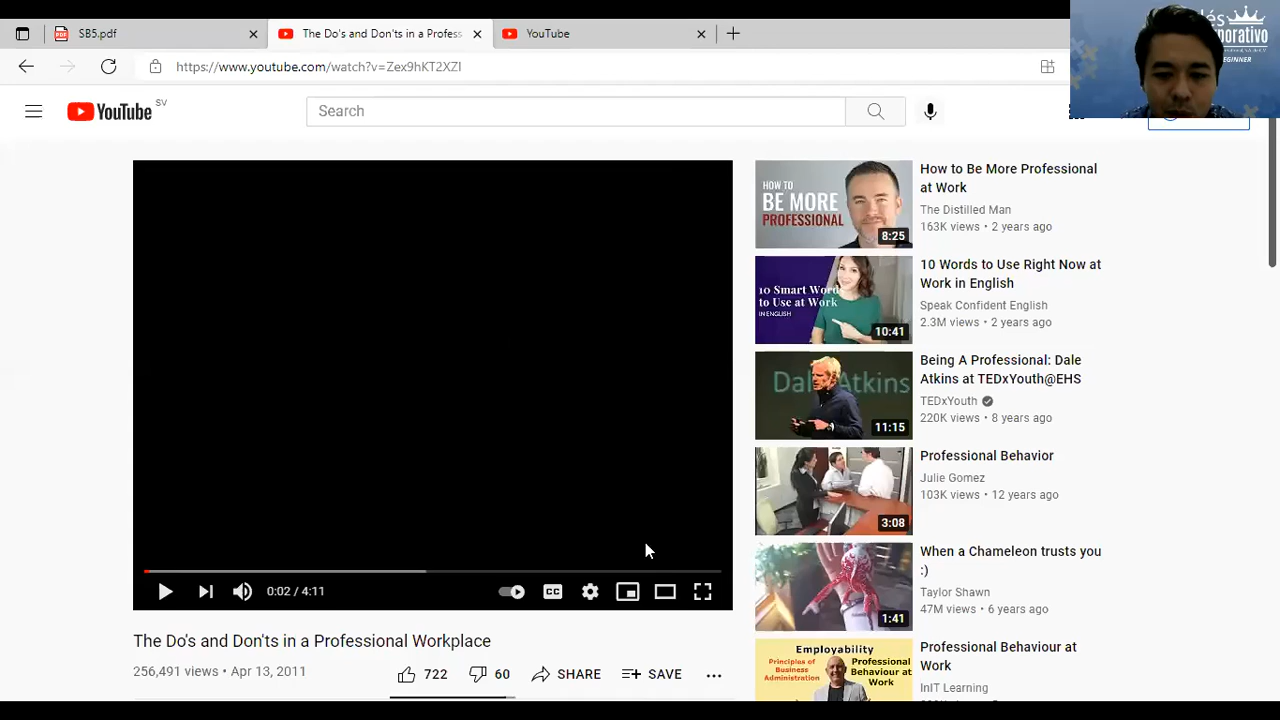 SB5.pdf
The Do's and Don'ts in a Profess
YouTube
https://www.youtube.com/watch?v=Zex9hKT2XZI
YouTube SV
Search
és
orporativo
EGINNER
HOW TO
BE MORE
PROFESSIONAL
8:25
How to Be More Professional
at Work
The Distilled Man
163K views • 2 years ago
10 Smart Word
to Use at Work
IN ENGLISH
10:41
10 Words to Use Right Now at
Work in English
Speak Confident English
2.3M views • 2 years ago
Dale Atkins
11:15
Being A Professional: Dale
Atkins at TEDxYouth@EHS
TEDxYouth
220K views • 8 years ago
3:08
Professional Behavior
Julie Gomez
103K views • 12 years ago
1:41
When a Chameleon trusts you
:)
Taylor Shawn
47M views • 6 years ago
Employability
Principles of
Business
Administration
Professional
Behaviour at
Work
Professional Behaviour at
Work
InIT Learning
0:02 / 4:11
CC
The Do's and Don'ts in a Professional Workplace
256,491 views • Apr 13, 2011
722
60
SHARE
SAVE